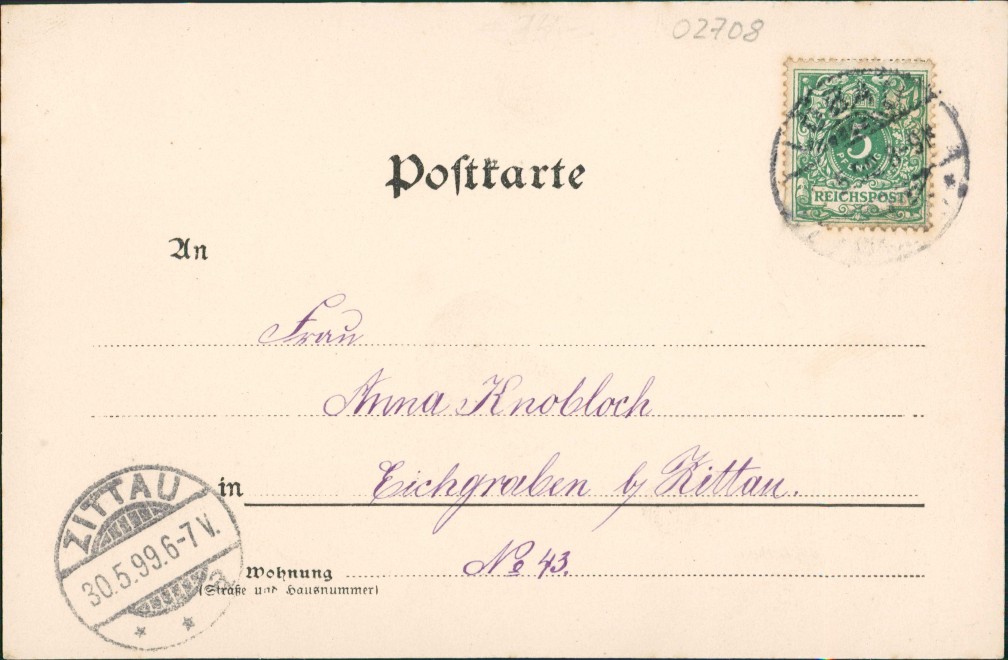 02708
Postkarte
5
PFENNIG
REICHSPOST
An
Frau
Anna Knobloch
in Eichgraben b/ Zittau.
Wohnung No 43.
(Straße und Hausnummer)
ZITTAU
30.5.99.6-7V.